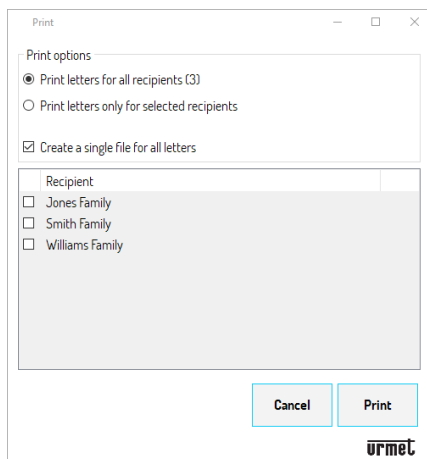 Print
Print options
Print letters for all recipients (3)
Print letters only for selected recipients
Create a single file for all letters
Recipient
Jones Family
Smith Family
Williams Family
Cancel Print
urmet